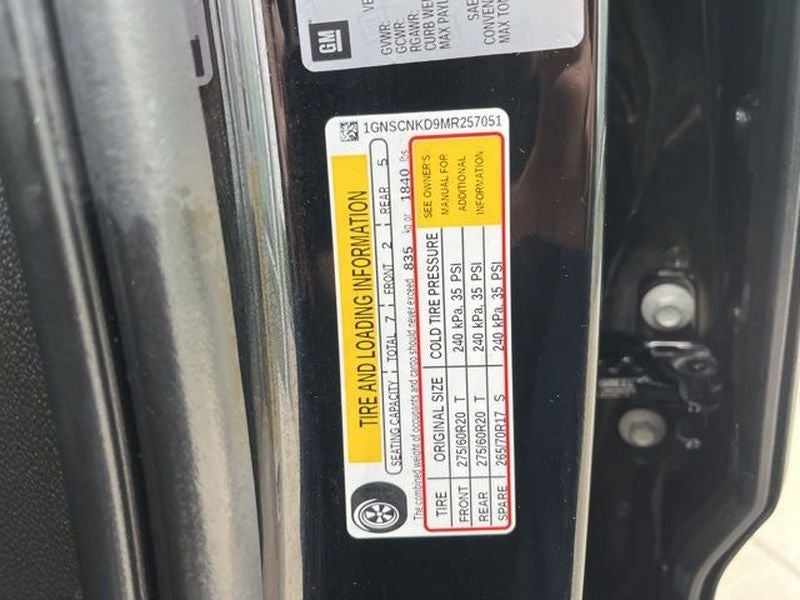 GM
VE
GVWR:
GCWR:
RGAWR:
CURB WE
MAX PAYL
SAE
CONVEN
MAX TON
1GNSCNKD9MR257051
TIRE AND LOADING INFORMATION
SEATING CAPACITY TOTAL 7 FRONT 2 REAR 5
The combined weight of occupants and cargo should never exceed 835 kg or 1840 lbs
TIRE ORIGINAL SIZE COLD TIRE PRESSURE
FRONT 275/60R20 T 240 kPa, 35 PSI
REAR 275/60R20 T 240 kPa, 35 PSI
SPARE 265/70R17 S 240 kPa, 35 PSI
SEE OWNER'S
MANUAL FOR
ADDITIONAL
INFORMATION